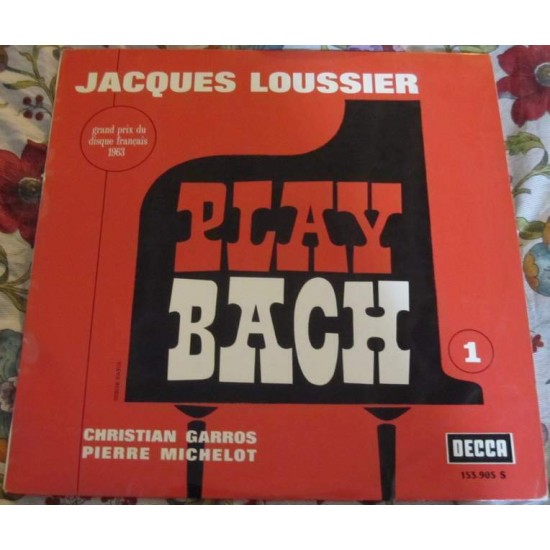 JACQUES LOUSSIER
grand prix du
disque français
1963
PLAY
BACH
1
CHRISTIAN GARROS
PIERRE MICHELOT
DECCA
153.905 S